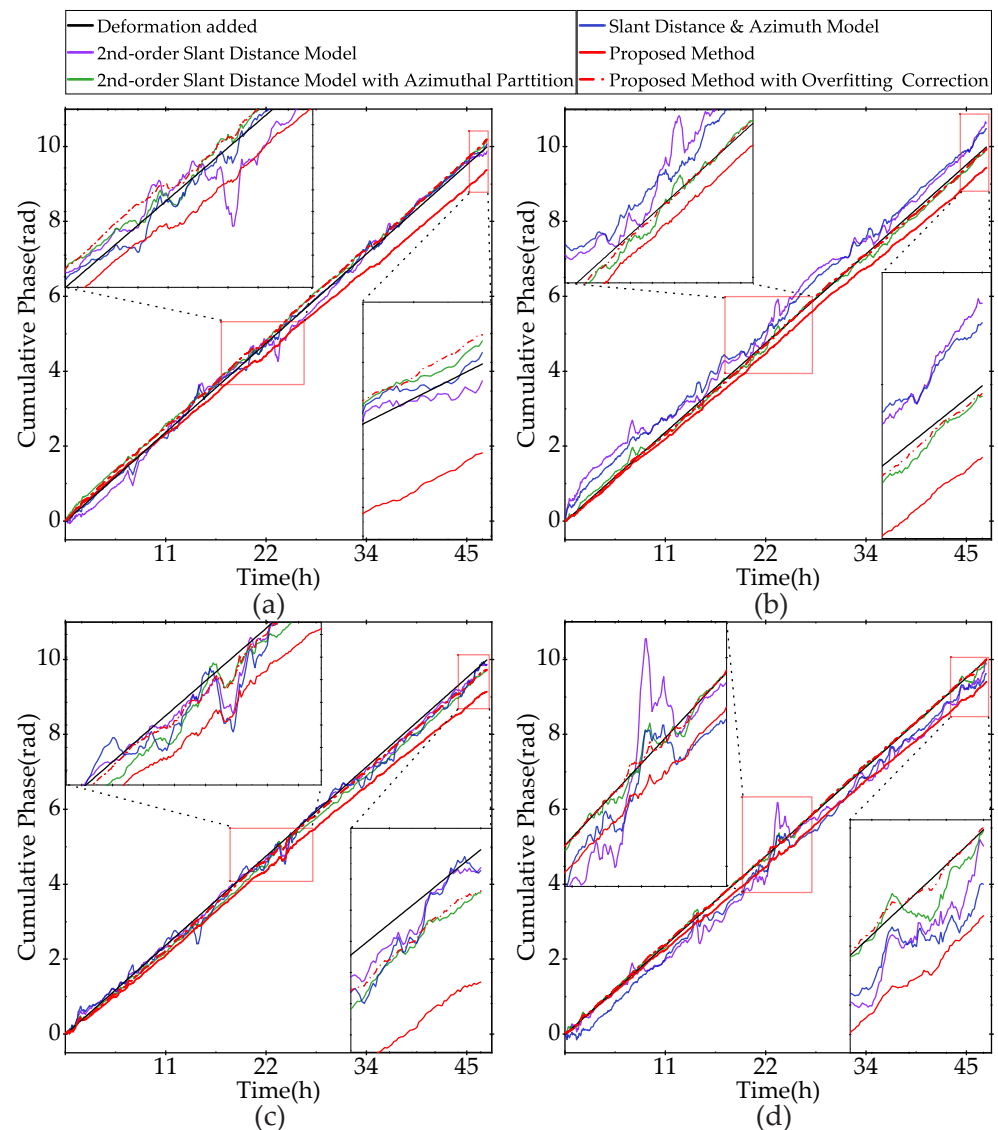 Deformation added
2nd-order Slant Distance Model
2nd-order Slant Distance Model with Azimuthal Parttition
Slant Distance & Azimuth Model
Proposed Method
Proposed Method with Overfitting Correction
Cumulative Phase(rad)
10
8
6
4
2
0
11
22
34
45
Time(h)
(a)
Cumulative Phase(rad)
10
8
6
4
2
0
11
22
34
45
Time(h)
(b)
Cumulative Phase(rad)
10
8
6
4
2
0
11
22
34
45
Time(h)
(c)
Cumulative Phase(rad)
10
8
6
4
2
0
11
22
34
45
Time(h)
(d)